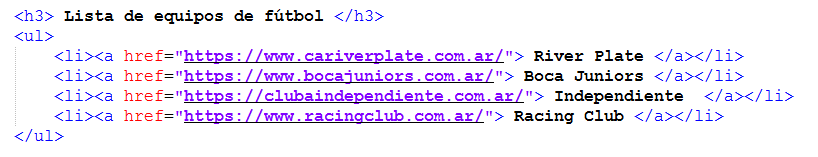 <h3> Lista de equipos de fútbol </h3>
<ul>
<li><a href="https://www.cariverplate.com.ar/"> River Plate </a></li>
<li><a href="https://www.bocajuniors.com.ar/"> Boca Juniors </a></li>
<li><a href="https://clubaindependiente.com.ar/"> Independiente  </a></li>
<li><a href="https://www.racingclub.com.ar/"> Racing Club </a></li>
</ul>